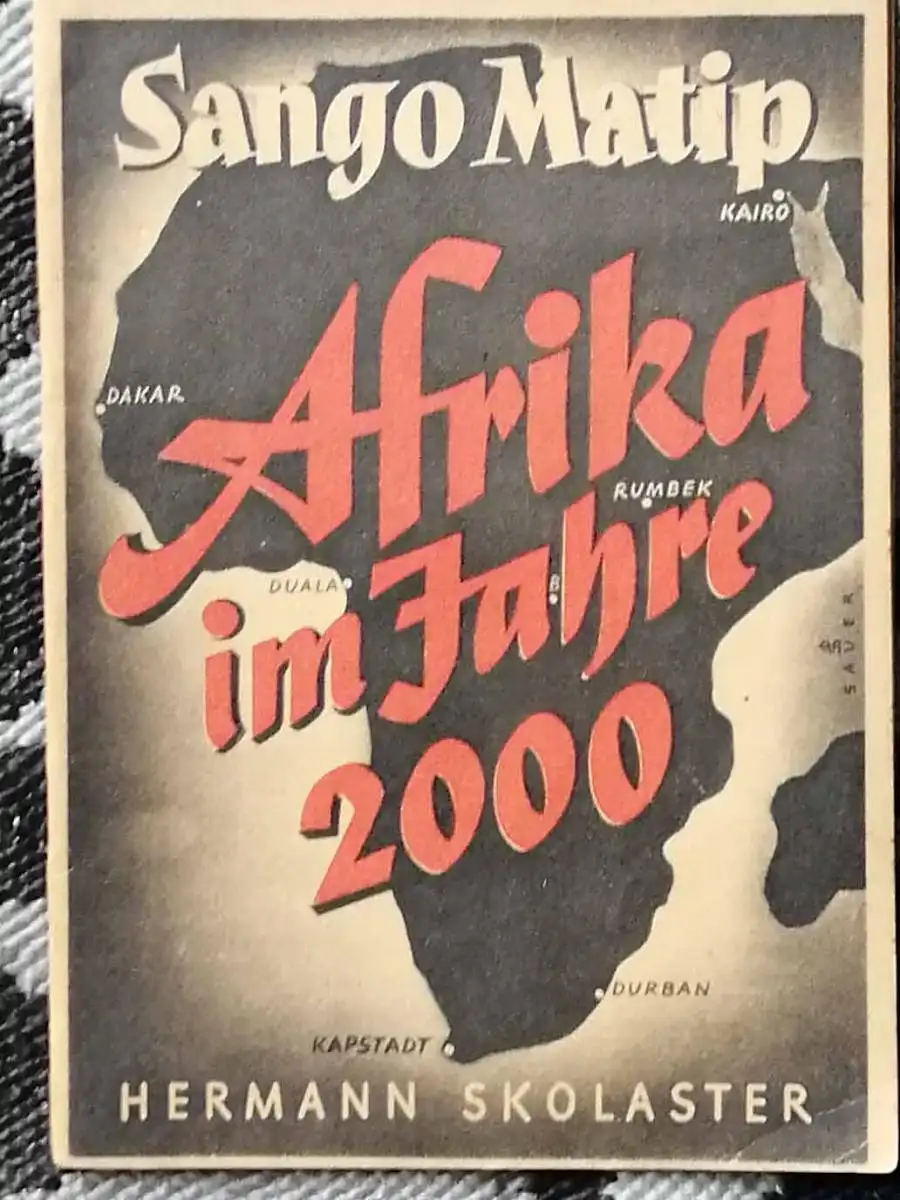 Sango Matip
KAIRO
Afrika
DAKAR
RUMBEK
im Jahre
DUALA
B
2000
SAUER
DURBAN
KAPSTADT
HERMANN SKOLASTER